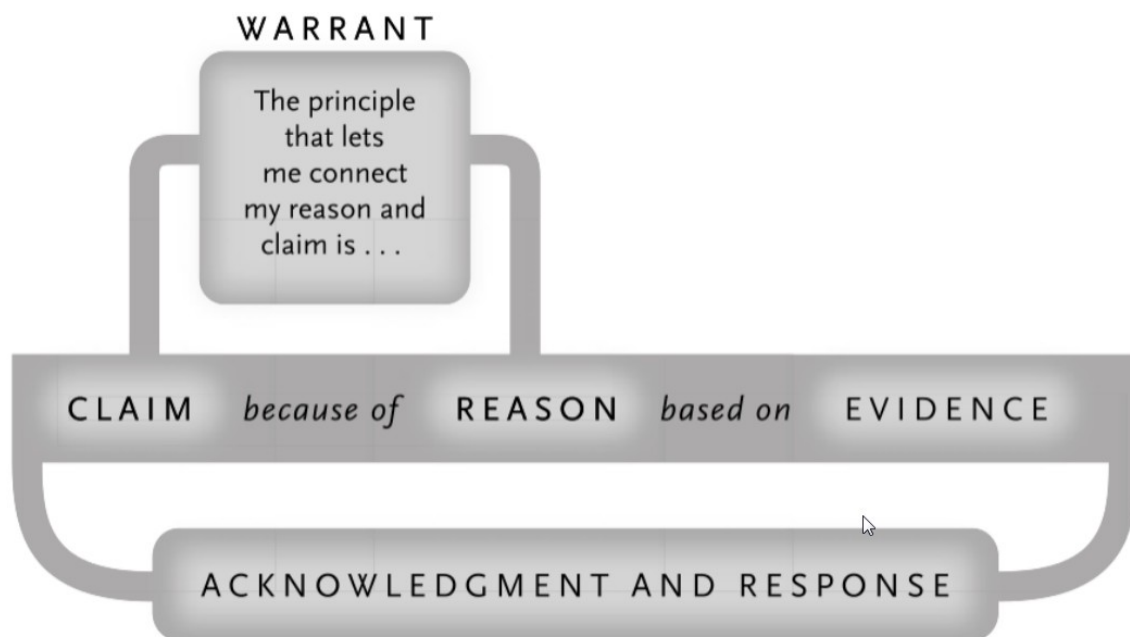 WARRANT
The principle
that lets
me connect
my reason and
claim is . . .
CLAIM because of REASON based on EVIDENCE
ACKNOWLEDGMENT AND RESPONSE